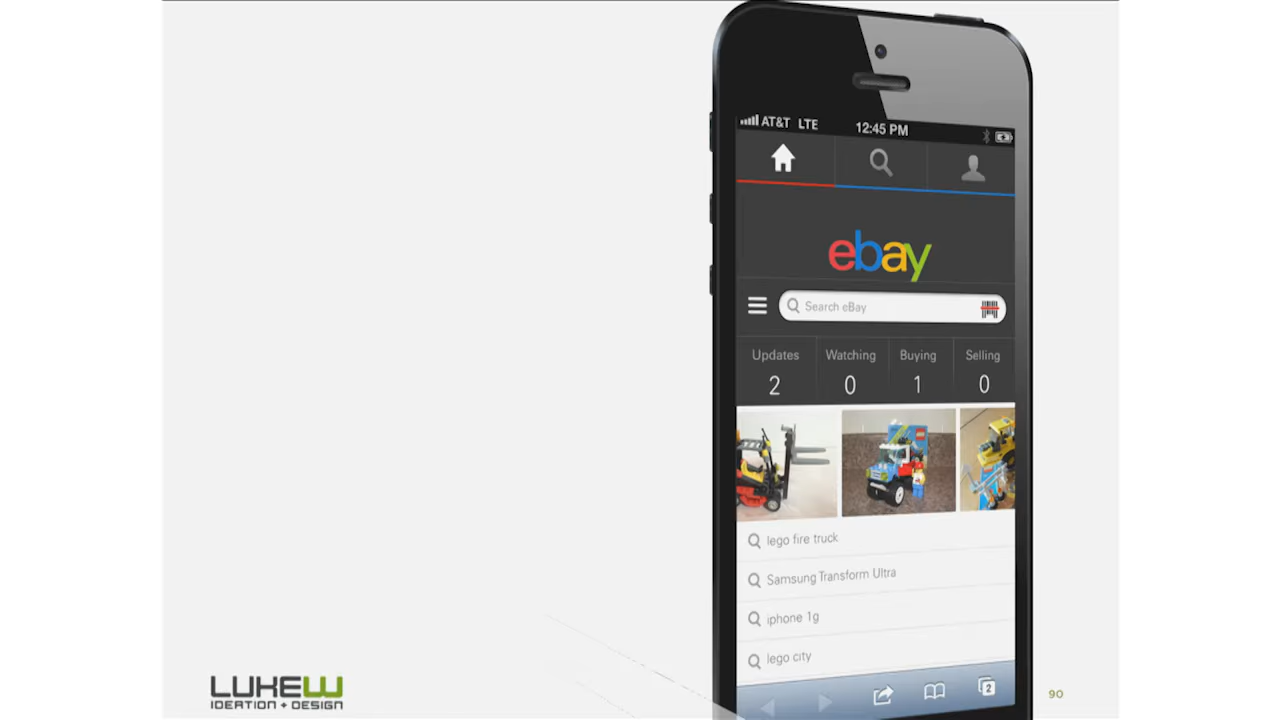 AT&T LTE 12:45 PM
ebay
Search eBay
Updates Watching Buying Selling
2 0 1 0
lego fire truck
Samsung Transform Ultra
iphone 1g
lego city
2
LUKEW
IDEATION + DESIGN
90